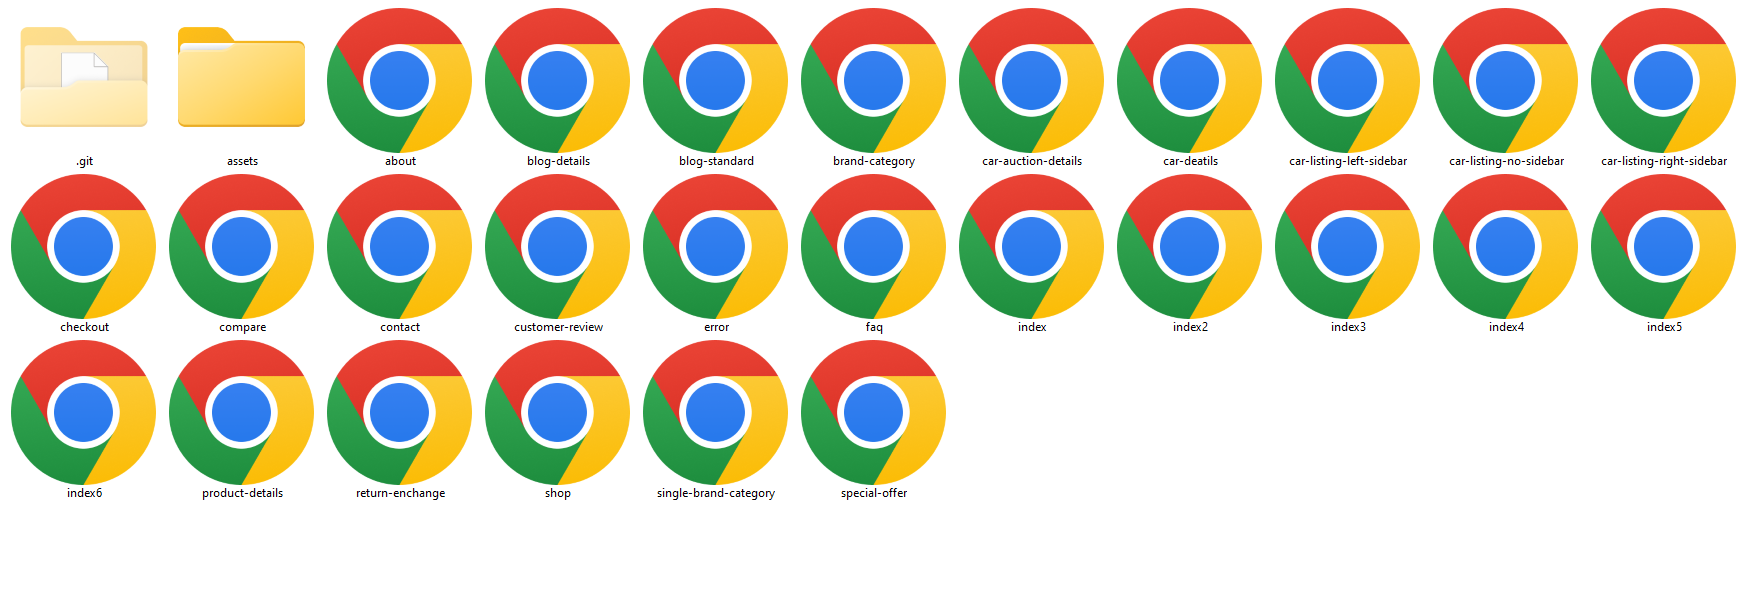 .git
assets
about
blog-details
blog-standard
brand-category
car-auction-details
car-deatils
car-listing-left-sidebar
car-listing-no-sidebar
car-listing-right-sidebar
checkout
compare
contact
customer-review
error
faq
index
index2
index3
index4
index5
index6
product-details
return-enchange
shop
single-brand-category
special-offer